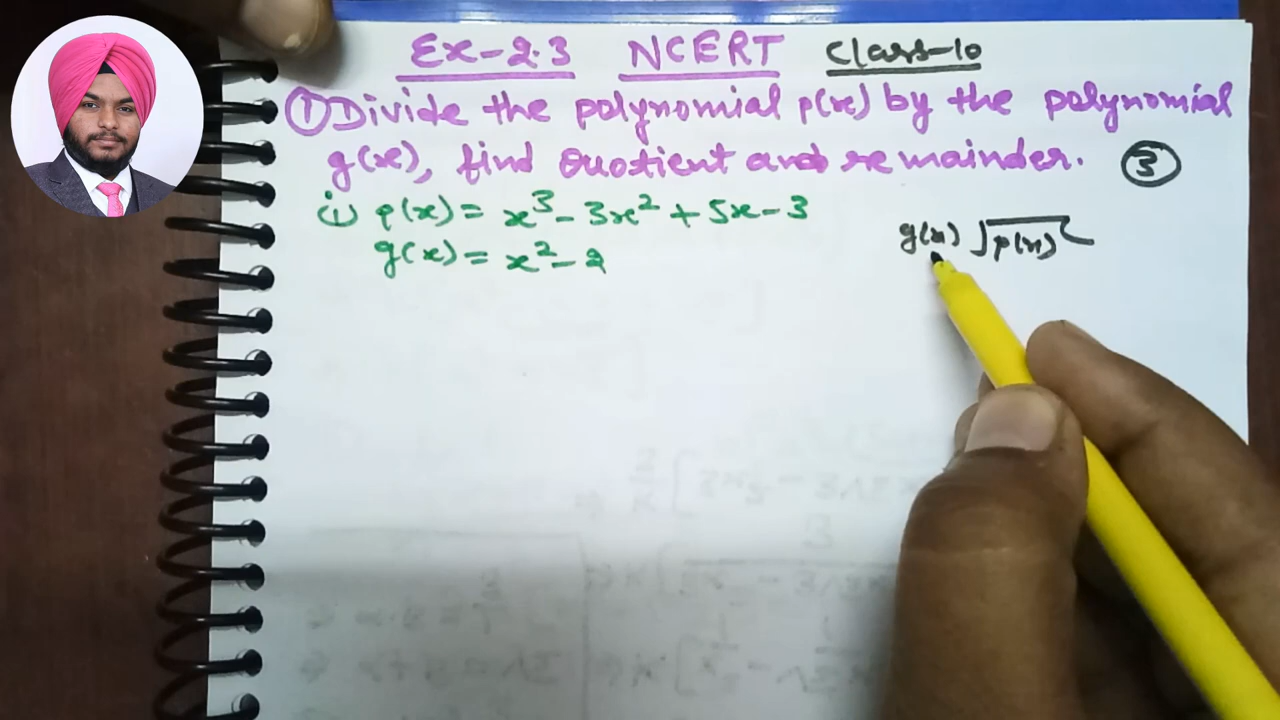 Ex-2.3 NCERT Class-10
① Divide the polynomial p(x) by the polynomial
g(x), find Quotient and remainder. ③
i) p(x) = x³ - 3x² + 5x - 3
g(x) = x² - 2
g(x) p(x)